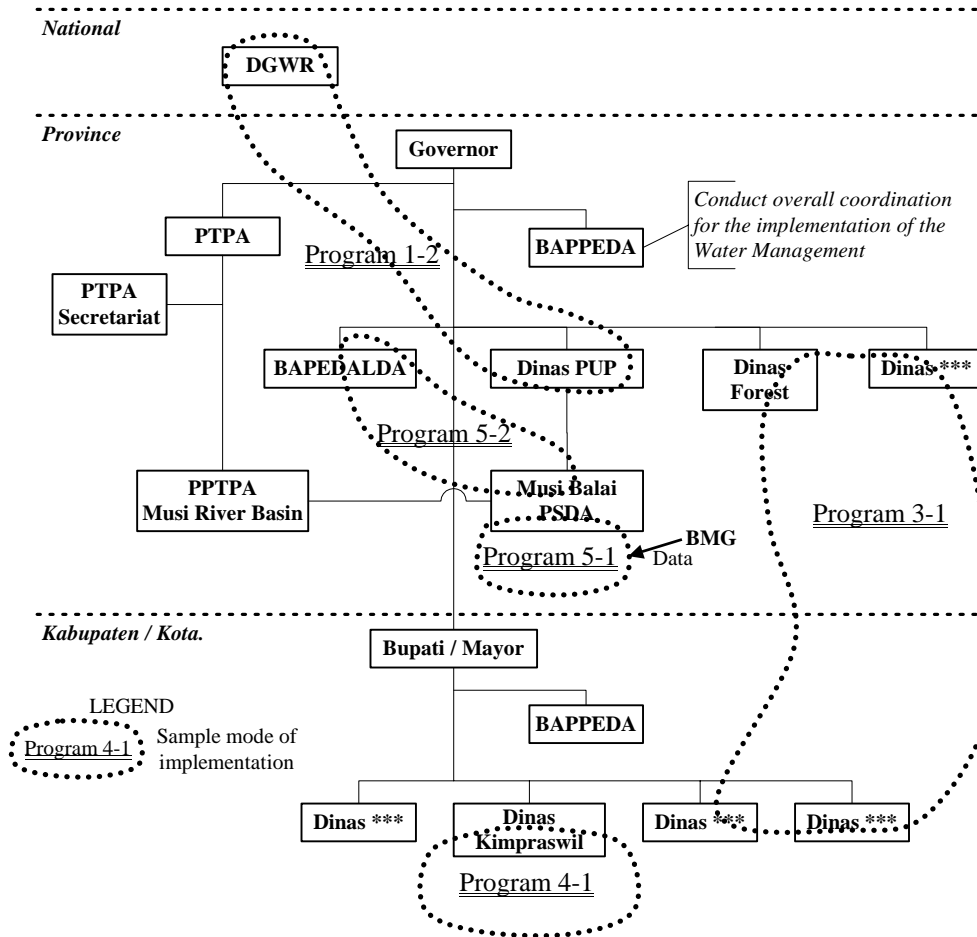 National
DGWR
Province
Governor
PTPA
BAPPEDA
Conduct overall coordination
for the implementation of the
Water Management
Program 1-2
PTPA
Secretariat
BAPEDALDA
Dinas PUP
Dinas
Forest
Dinas ***
Program 5-2
PPTPA
Musi River Basin
Musi Balai
PSDA
Program 3-1
Program 5-1
BMG
Data
Kabupaten / Kota.
Bupati / Mayor
LEGEND
Program 4-1
Sample mode of
implementation
BAPPEDA
Dinas ***
Dinas
Kimpraswil
Dinas ***
Dinas ***
Program 4-1